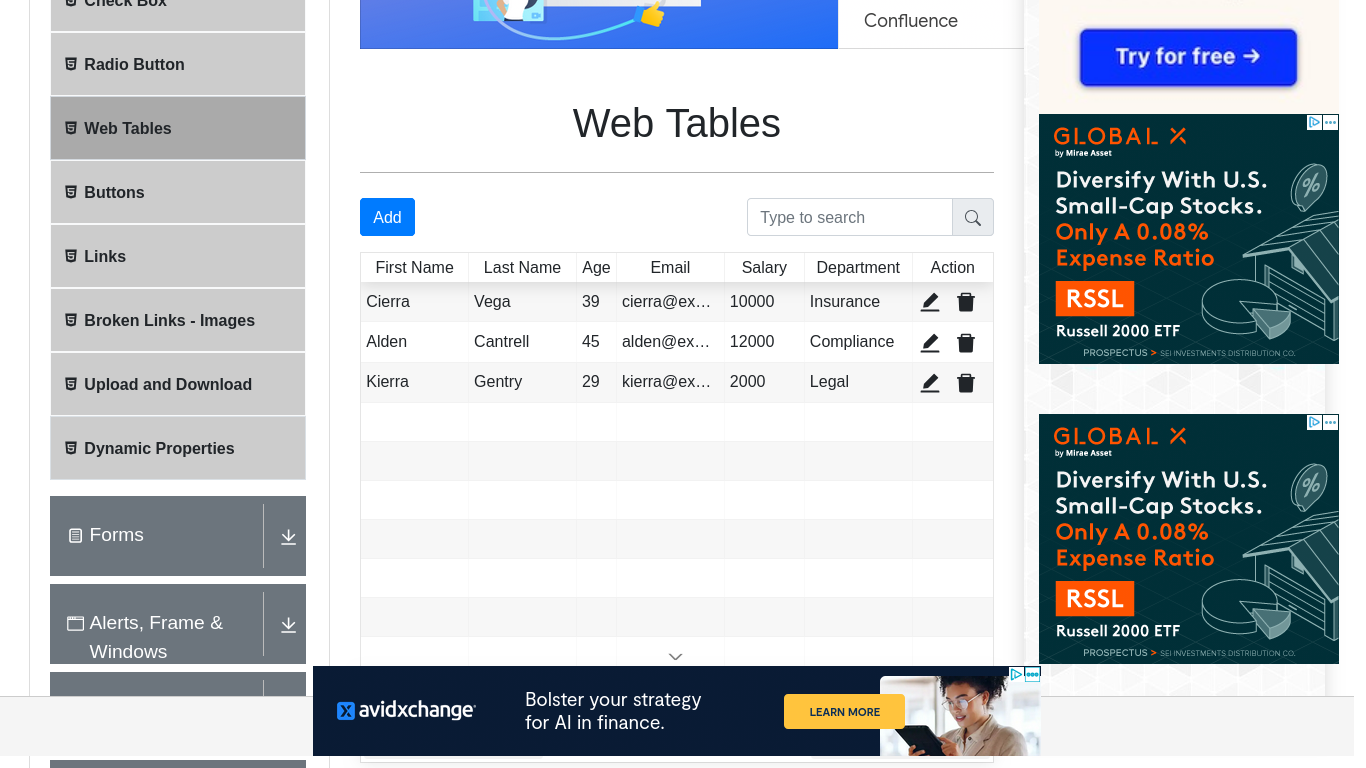 Check Box
Radio Button
Web Tables
Buttons
Links
Broken Links - Images
Upload and Download
Dynamic Properties
Forms
Alerts, Frame &
Windows
Confluence
Web Tables
Add
Type to search
First Name Last Name Age Email Salary Department Action
Cierra Vega 39 cierra@ex… 10000 Insurance
Alden Cantrell 45 alden@ex… 12000 Compliance
Kierra Gentry 29 kierra@ex… 2000 Legal
Try for free →
GLOBAL X
by Mirae Asset
Diversify With U.S.
Small-Cap Stocks.
Only A 0.08%
Expense Ratio
RSSL
Russell 2000 ETF
PROSPECTUS > SEI INVESTMENTS DISTRIBUTION CO.
GLOBAL X
by Mirae Asset
Diversify With U.S.
Small-Cap Stocks.
Only A 0.08%
Expense Ratio
RSSL
Russell 2000 ETF
PROSPECTUS > SEI INVESTMENTS DISTRIBUTION CO.
avidxchange
Bolster your strategy
for AI in finance.
LEARN MORE